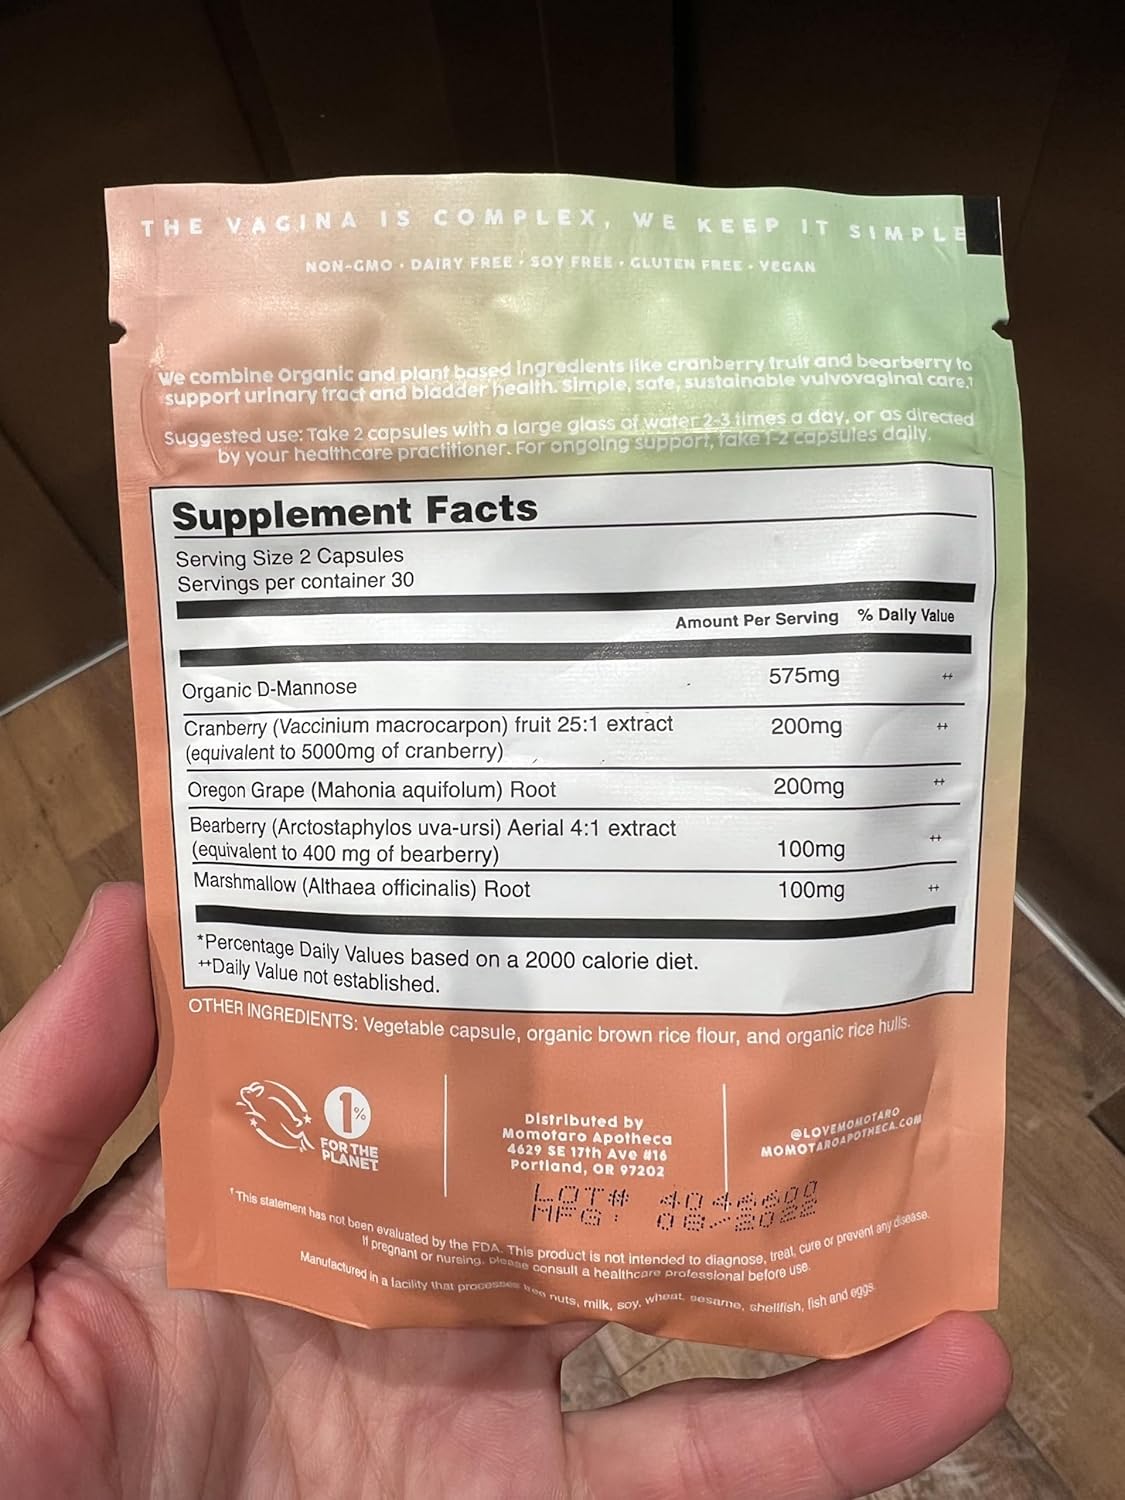 THE VAGINA IS COMPLEX, WE KEEP IT SIMPLE
NON-GMO • DAIRY FREE • SOY FREE • GLUTEN FREE • VEGAN
We combine Organic and plant based ingredients like cranberry fruit and bearberry to
support urinary tract and bladder health. Simple, safe, sustainable vulvovaginal care.†
Suggested use: Take 2 capsules with a large glass of water 2-3 times a day, or as directed
by your healthcare practitioner. For ongoing support, take 1-2 capsules daily.
Supplement Facts
Serving Size 2 Capsules
Servings per container 30
Amount Per Serving % Daily Value
Organic D-Mannose 575mg ++
Cranberry (Vaccinium macrocarpon) fruit 25:1 extract 200mg ++
(equivalent to 5000mg of cranberry)
Oregon Grape (Mahonia aquifolum) Root 200mg ++
Bearberry (Arctostaphylos uva-ursi) Aerial 4:1 extract ++
(equivalent to 400 mg of bearberry) 100mg
Marshmallow (Althaea officinalis) Root 100mg ++
*Percentage Daily Values based on a 2000 calorie diet.
++Daily Value not established.
OTHER INGREDIENTS: Vegetable capsule, organic brown rice flour, and organic rice hulls.
1%
FOR THE
PLANET
Distributed by
Momotaro Apotheca
4629 SE 17th Ave #16
Portland, OR 97202
@LOVEMOMOTARO
MOMOTAROAPOTHECA.COM
LOT# 4046600
MFG: 08-2022
†This statement has not been evaluated by the FDA. This product is not intended to diagnose, treat, cure or prevent any disease.
If pregnant or nursing, please consult a healthcare professional before use.
Manufactured in a facility that processes tree nuts, milk, soy, wheat, sesame, shellfish, fish and eggs.